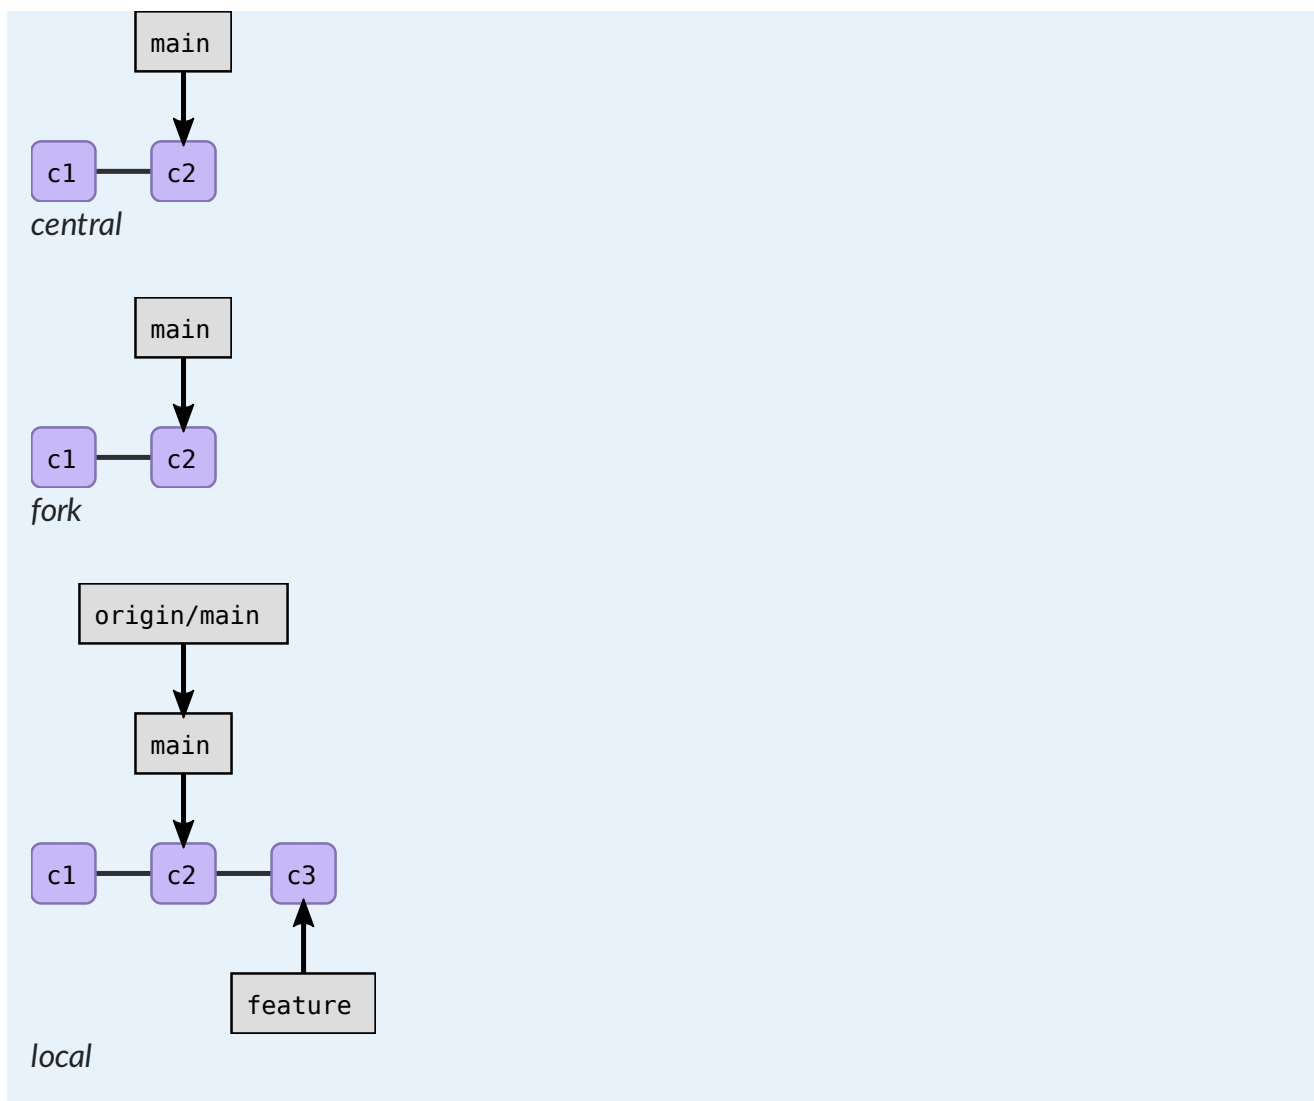 main
c1 c2
central
main
c1 c2
fork
origin/main
main
c1 c2 c3
feature
local